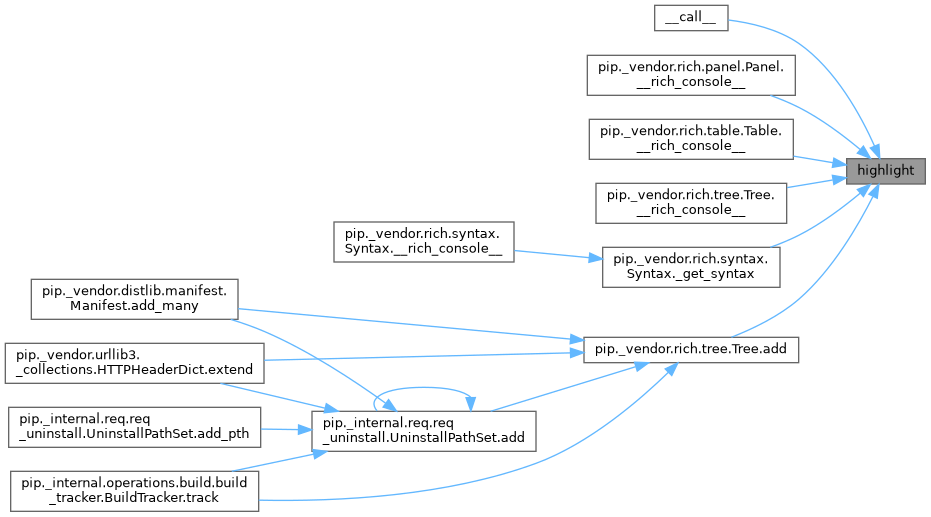 __call__
pip._vendor.rich.panel.Panel.
__rich_console__
pip._vendor.rich.table.Table.
__rich_console__
highlight
pip._vendor.rich.tree.Tree.
__rich_console__
pip._vendor.rich.syntax.
Syntax.__rich_console__
pip._vendor.rich.syntax.
Syntax._get_syntax
pip._vendor.distlib.manifest.
Manifest.add_many
pip._vendor.rich.tree.Tree.add
pip._vendor.urllib3.
_collections.HTTPHeaderDict.extend
pip._internal.req.req
_uninstall.UninstallPathSet.add_pth
pip._internal.req.req
_uninstall.UninstallPathSet.add
pip._internal.operations.build.build
_tracker.BuildTracker.track